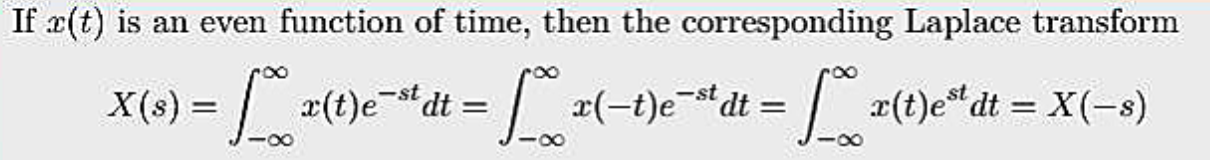 If x(t) is an even function of time, then the corresponding Laplace transform
X(s) = ∫_{-∞}^{∞} x(t)e^{-st}dt = ∫_{-∞}^{∞} x(-t)e^{-st}dt = ∫_{-∞}^{∞} x(t)e^{st}dt = X(-s)